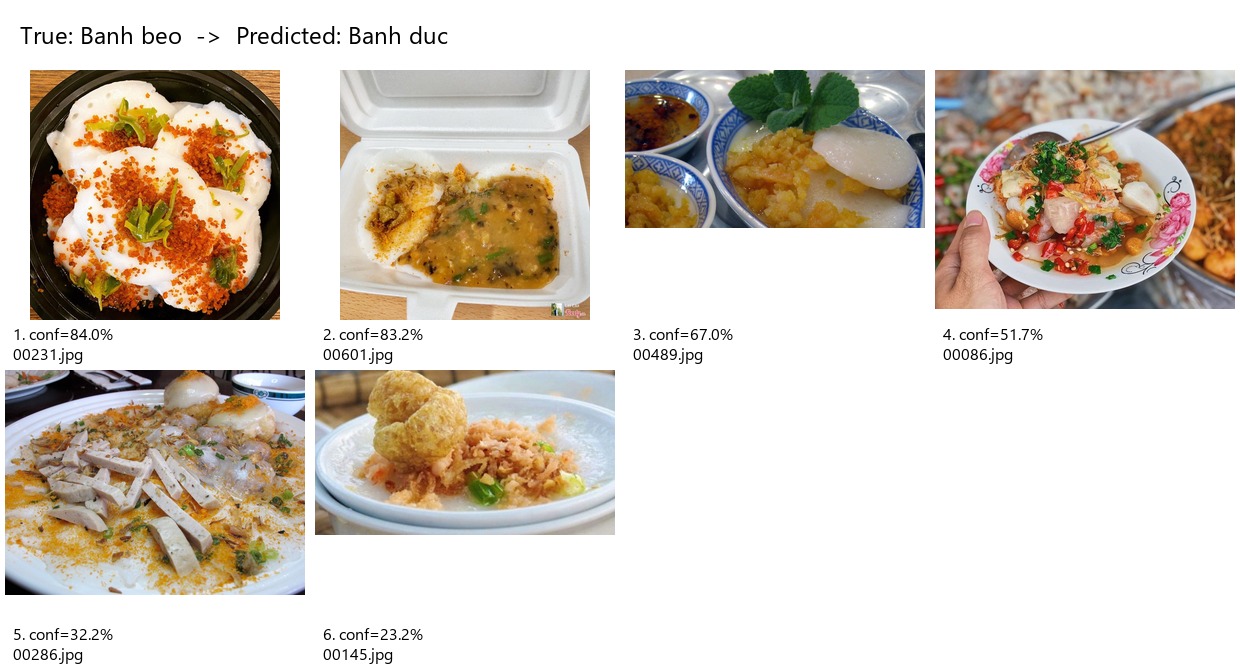 True: Banh beo -> Predicted: Banh duc
1. conf=84.0%
00231.jpg
2. conf=83.2%
00601.jpg
3. conf=67.0%
00489.jpg
4. conf=51.7%
00086.jpg
5. conf=32.2%
00286.jpg
6. conf=23.2%
00145.jpg